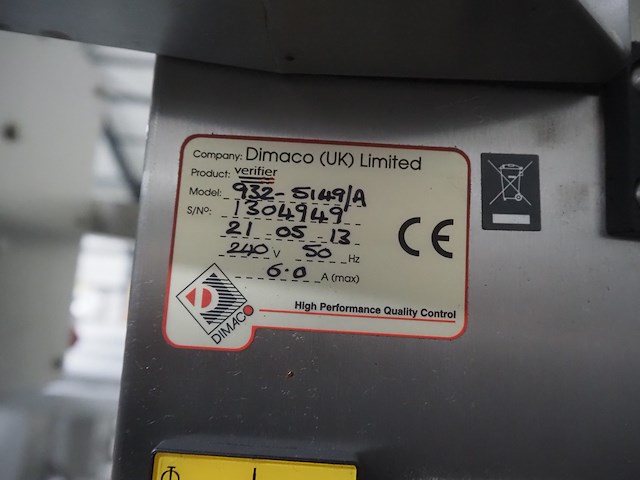 Company: Dimaco (UK) Limited
Product: verifier
Model: 932-5149/A
S/Nº: 1304949
21 05 13
240 V 50 Hz
6.0 A (max)
CE
DIMACO
High Performance Quality Control